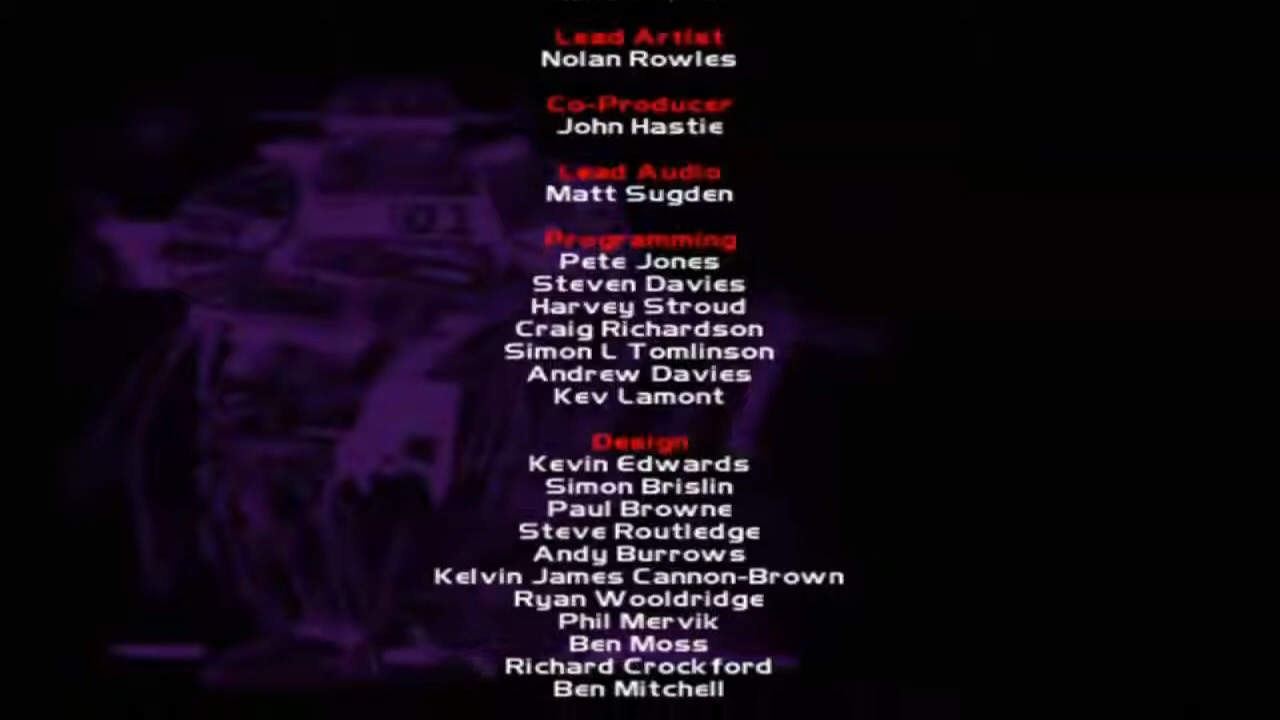 Lead Artist
Nolan Rowles
Co-Producer
John Hastie
Lead Audio
Matt Sugden
Programming
Pete Jones
Steven Davies
Harvey Stroud
Craig Richardson
Simon L Tomlinson
Andrew Davies
Kev Lamont
Design
Kevin Edwards
Simon Brislin
Paul Browne
Steve Routledge
Andy Burrows
Kelvin James Cannon-Brown
Ryan Wooldridge
Phil Mervik
Ben Moss
Richard Crockford
Ben Mitchell